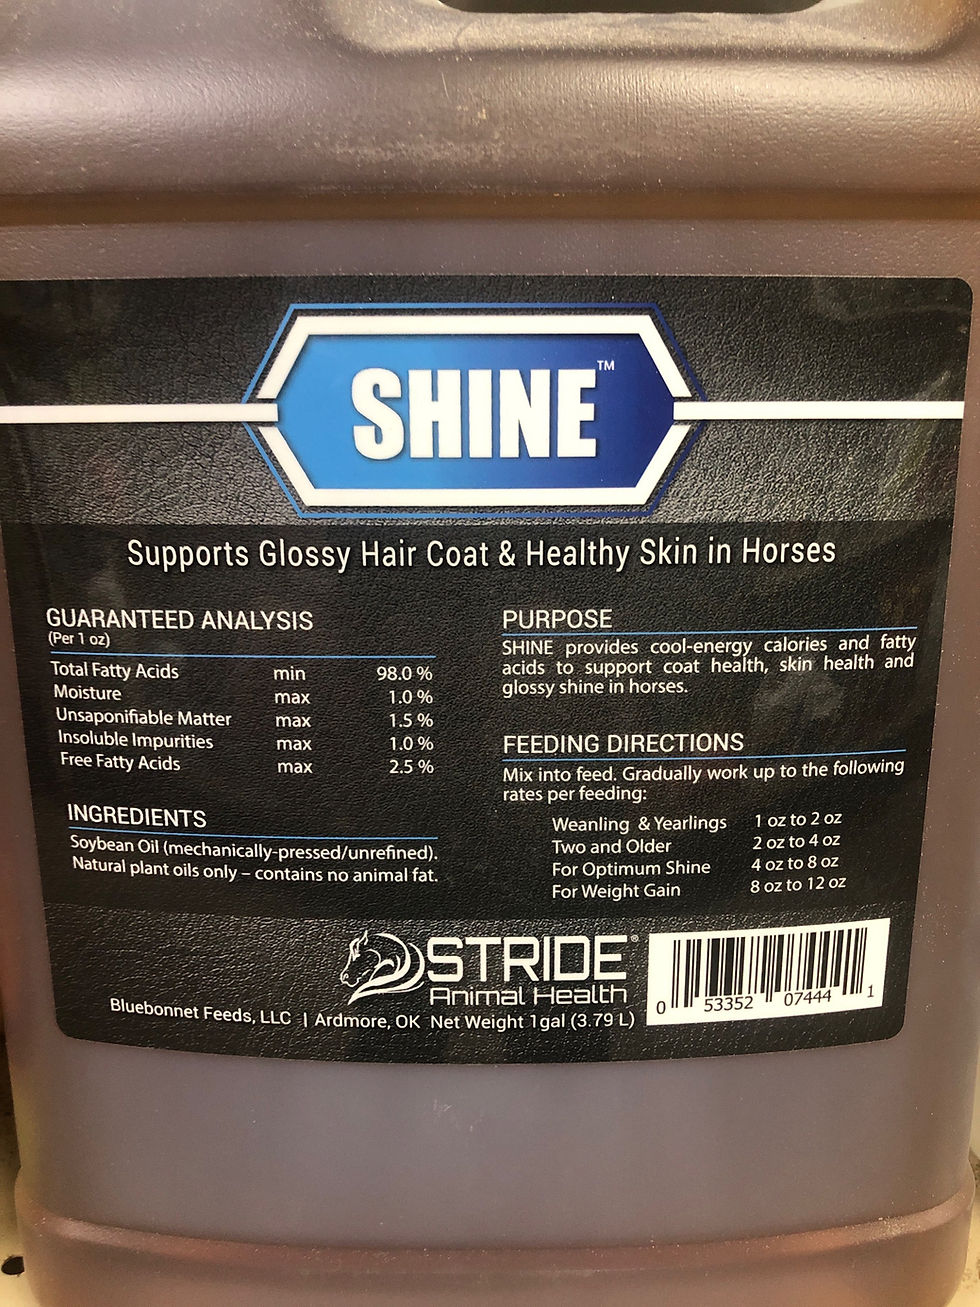 SHINE™
Supports Glossy Hair Coat & Healthy Skin in Horses
GUARANTEED ANALYSIS
(Per 1 oz)
Total Fatty Acids min 98.0 %
Moisture max 1.0 %
Unsaponifiable Matter max 1.5 %
Insoluble Impurities max 1.0 %
Free Fatty Acids max 2.5 %
INGREDIENTS
Soybean Oil (mechanically-pressed/unrefined).
Natural plant oils only – contains no animal fat.
PURPOSE
SHINE provides cool-energy calories and fatty
acids to support coat health, skin health and
glossy shine in horses.
FEEDING DIRECTIONS
Mix into feed. Gradually work up to the following
rates per feeding:
Weanling & Yearlings 1 oz to 2 oz
Two and Older 2 oz to 4 oz
For Optimum Shine 4 oz to 8 oz
For Weight Gain 8 oz to 12 oz
STRIDE®
Animal Health
Bluebonnet Feeds, LLC | Ardmore, OK Net Weight 1gal (3.79 L)
0 53352 07444 1